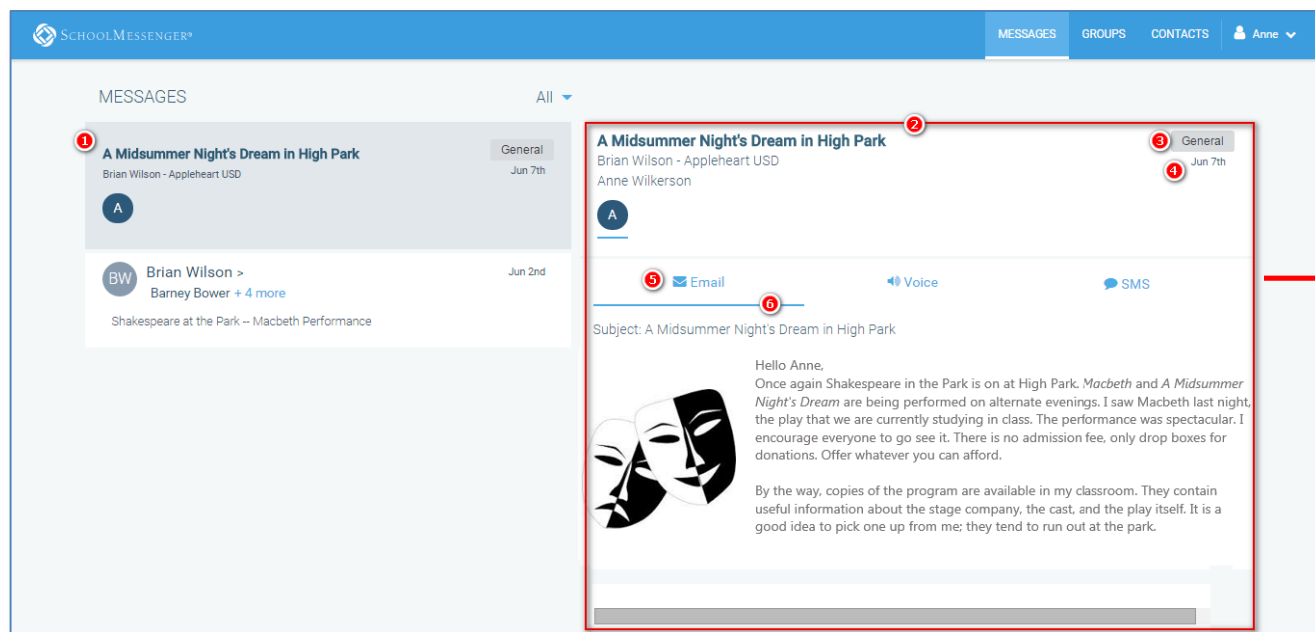 SCHOOLMESSENGER®
MESSAGES GROUPS CONTACTS Anne
MESSAGES All
1
A Midsummer Night's Dream in High Park
General
Brian Wilson - Appleheart USD
Jun 7th
A
BW
Brian Wilson >
Jun 2nd
Barney Bower + 4 more
Shakespeare at the Park -- Macbeth Performance
2
A Midsummer Night's Dream in High Park
3 General
Brian Wilson - Appleheart USD
4 Jun 7th
Anne Wilkerson
A
5 Email Voice SMS
6
Subject: A Midsummer Night's Dream in High Park
Hello Anne,
Once again Shakespeare in the Park is on at High Park. Macbeth and A Midsummer
Night's Dream are being performed on alternate evenings. I saw Macbeth last night,
the play that we are currently studying in class. The performance was spectacular. I
encourage everyone to go see it. There is no admission fee, only drop boxes for
donations. Offer whatever you can afford.
By the way, copies of the program are available in my classroom. They contain
useful information about the stage company, the cast, and the play itself. It is a
good idea to pick one up from me; they tend to run out at the park.